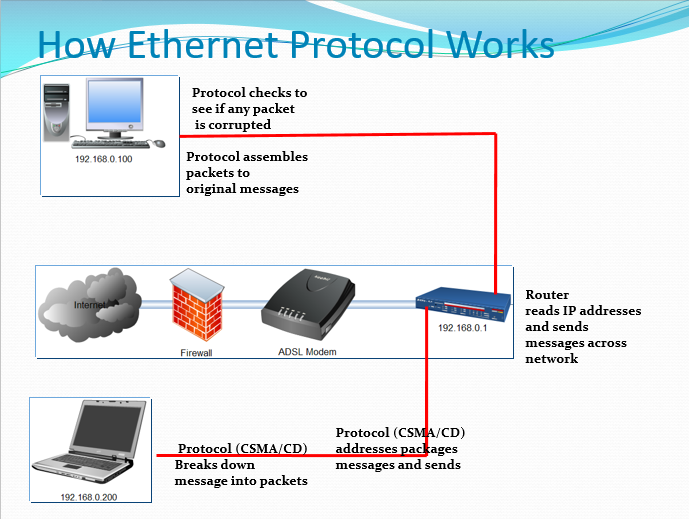 How Ethernet Protocol Works
Protocol checks to
see if any packet
is corrupted
192.168.0.100
Protocol assembles
packets to
original messages
Internet
Firewall
ADSL Modem
192.168.0.1
Router
reads IP addresses
and sends
messages across
network
Protocol (CSMA/CD)
Breaks down
message into packets
Protocol (CSMA/CD)
addresses packages
messages and sends
192.168.0.200